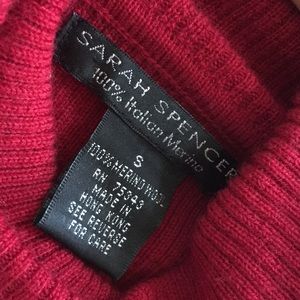 SARAH SPENCER
100% Italian Merino
S
100% MERINO WOOL
RN 75343
MADE IN
HONG KONG
SEE REVERSE
FOR CARE